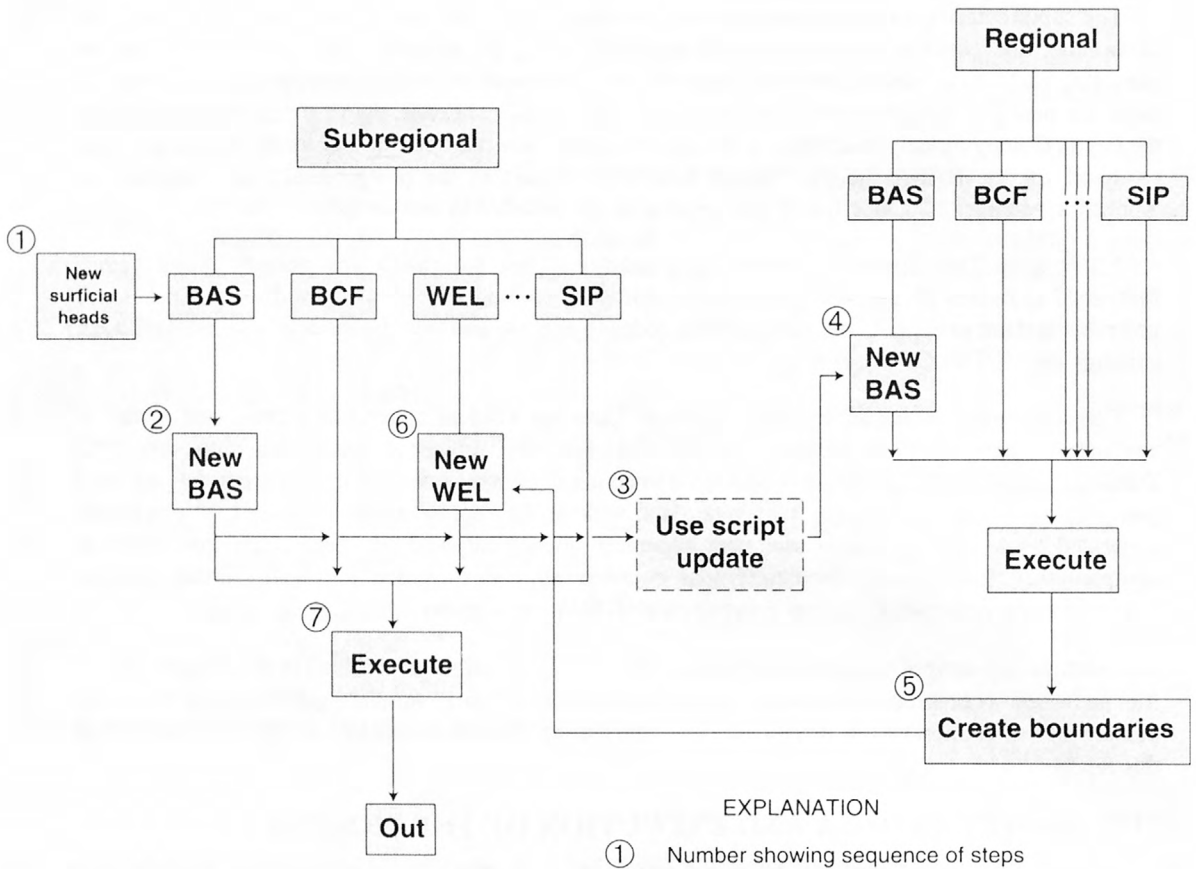 Regional
Subregional
BAS BCF ... SIP
①
New
surficial
heads
BAS BCF WEL ... SIP
④
New
BAS
②
New
BAS
⑥
New
WEL
③
Use script
update
Execute
⑦
Execute
⑤
Create boundaries
Out
EXPLANATION
① Number showing sequence of steps